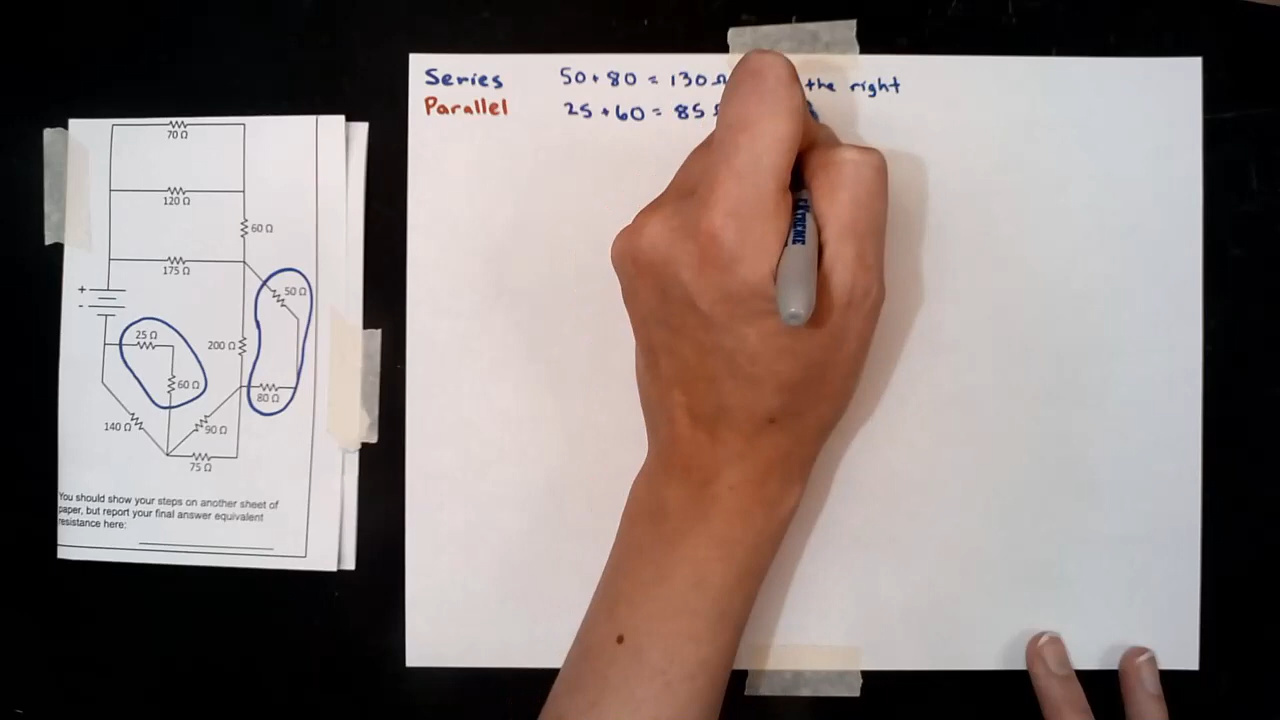 Series 50 + 80 = 130 Ω the right
Parallel 25 + 60 = 85
70 Ω
120 Ω
60 Ω
175 Ω
+
-
50 Ω
25 Ω
200 Ω
60 Ω
80 Ω
140 Ω
90 Ω
75 Ω
You should show your steps on another sheet of
paper, but report your final answer equivalent
resistance here:
EXTREME